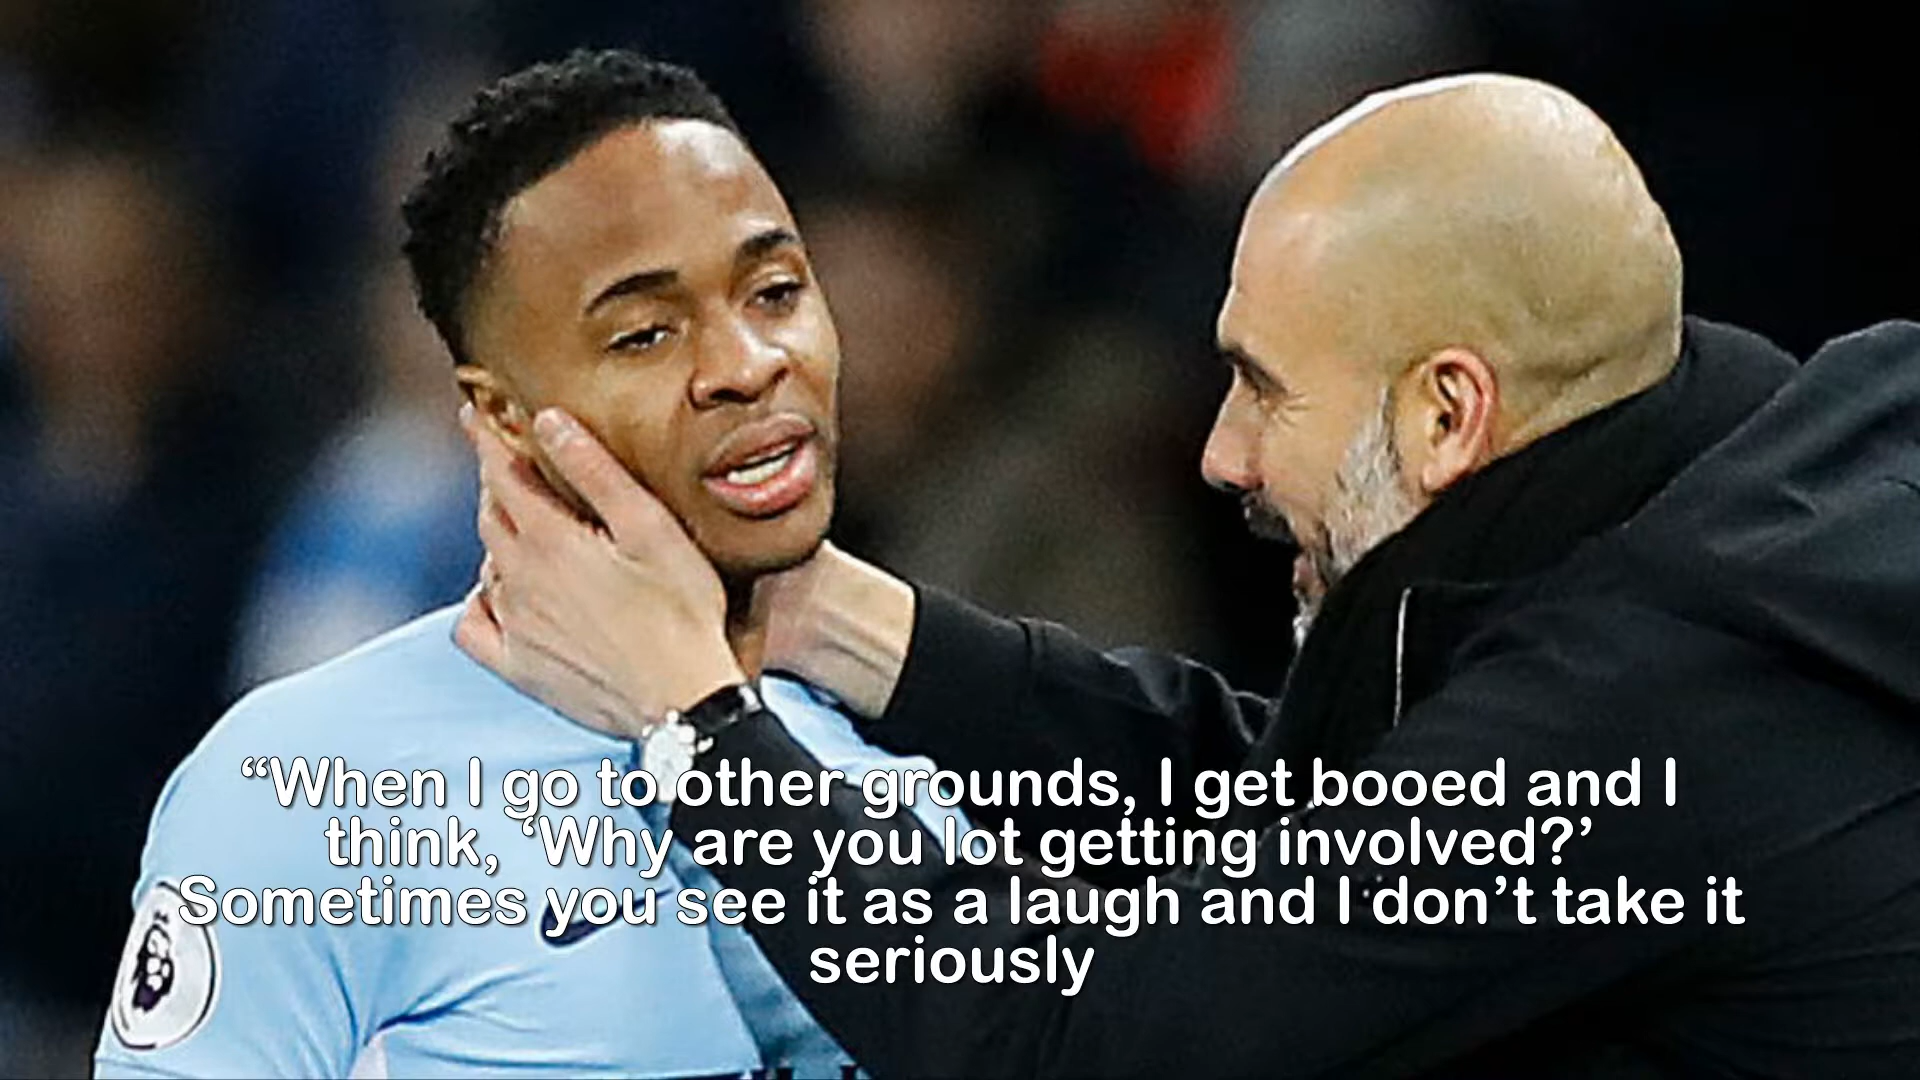 “When I go to other grounds, I get booed and I
think, ‘Why are you lot getting involved?’
Sometimes you see it as a laugh and I don’t take it
seriously